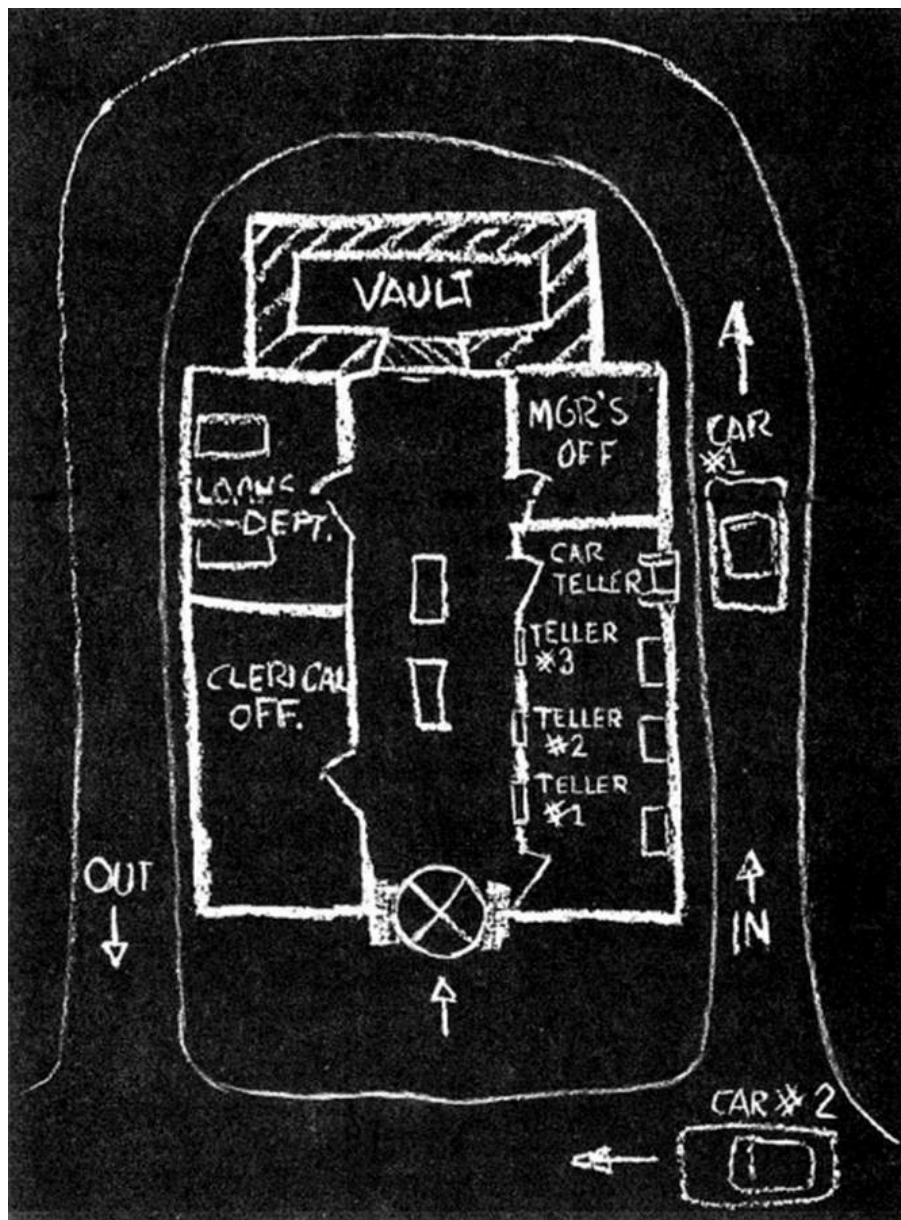 VAULT
MGR'S
OFF
CAR
#1
LOANS
DEPT.
CAR
TELLER
TELLER
#3
CLERICAL
OFF.
TELLER
#2
TELLER
#1
OUT
IN
CAR #2